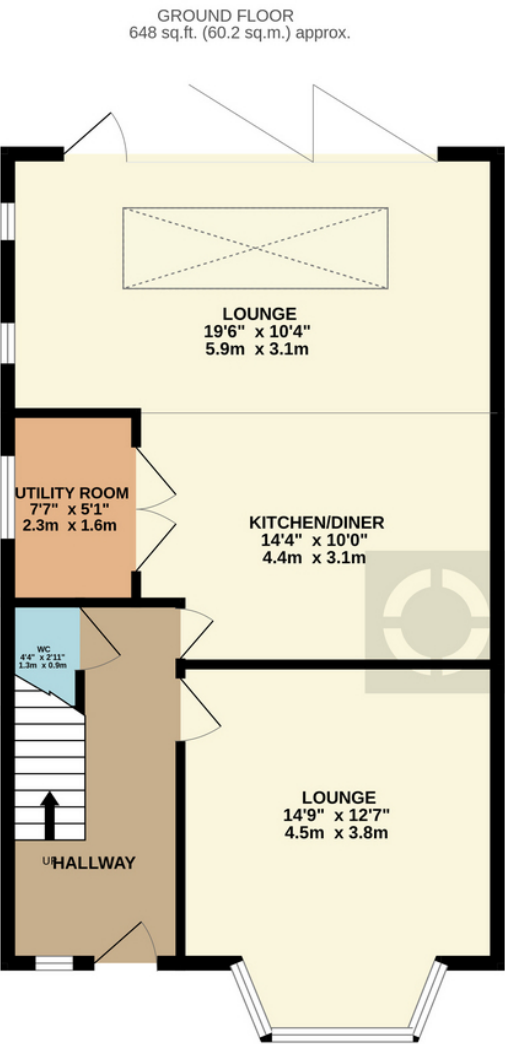 GROUND FLOOR
648 sq.ft. (60.2 sq.m.) approx.
LOUNGE
19'6" x 10'4"
5.9m x 3.1m
UTILITY ROOM
7'7" x 5'1"
2.3m x 1.6m
KITCHEN/DINER
14'4" x 10'0"
4.4m x 3.1m
WC
4'4" x 2'11"
1.3m x 0.9m
LOUNGE
14'9" x 12'7"
4.5m x 3.8m
UP
HALLWAY